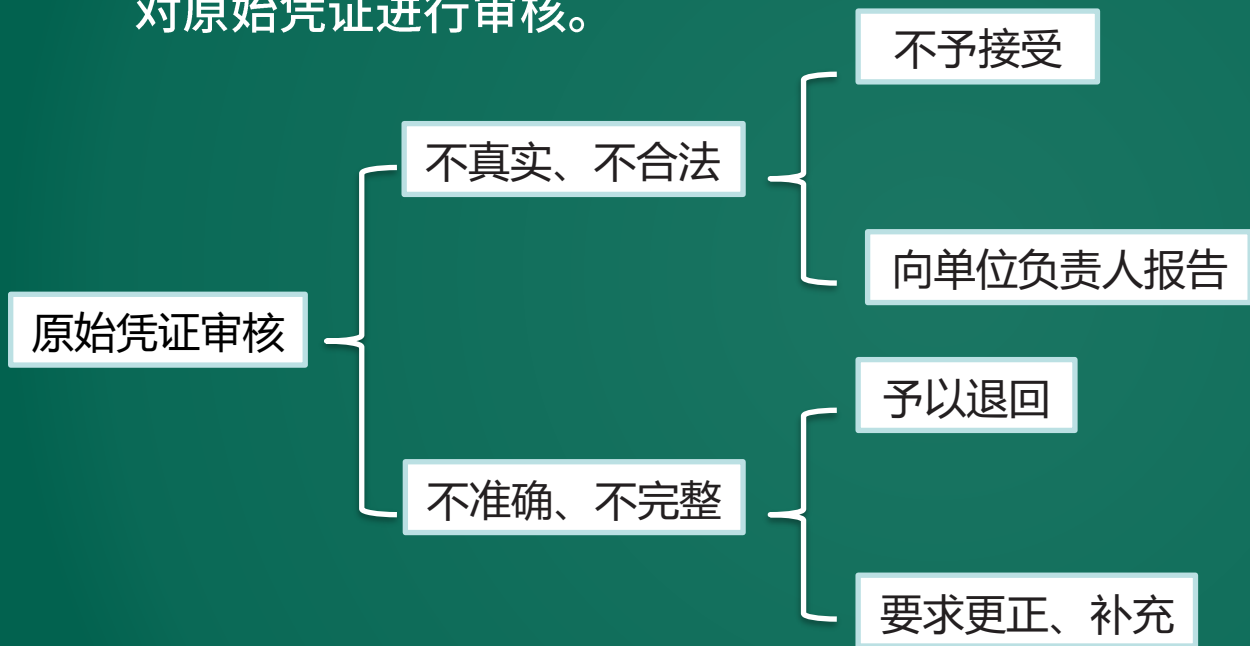 对原始凭证进行审核。
不予接受
不真实、不合法
向单位负责人报告
原始凭证审核
予以退回
不准确、不完整
要求更正、补充